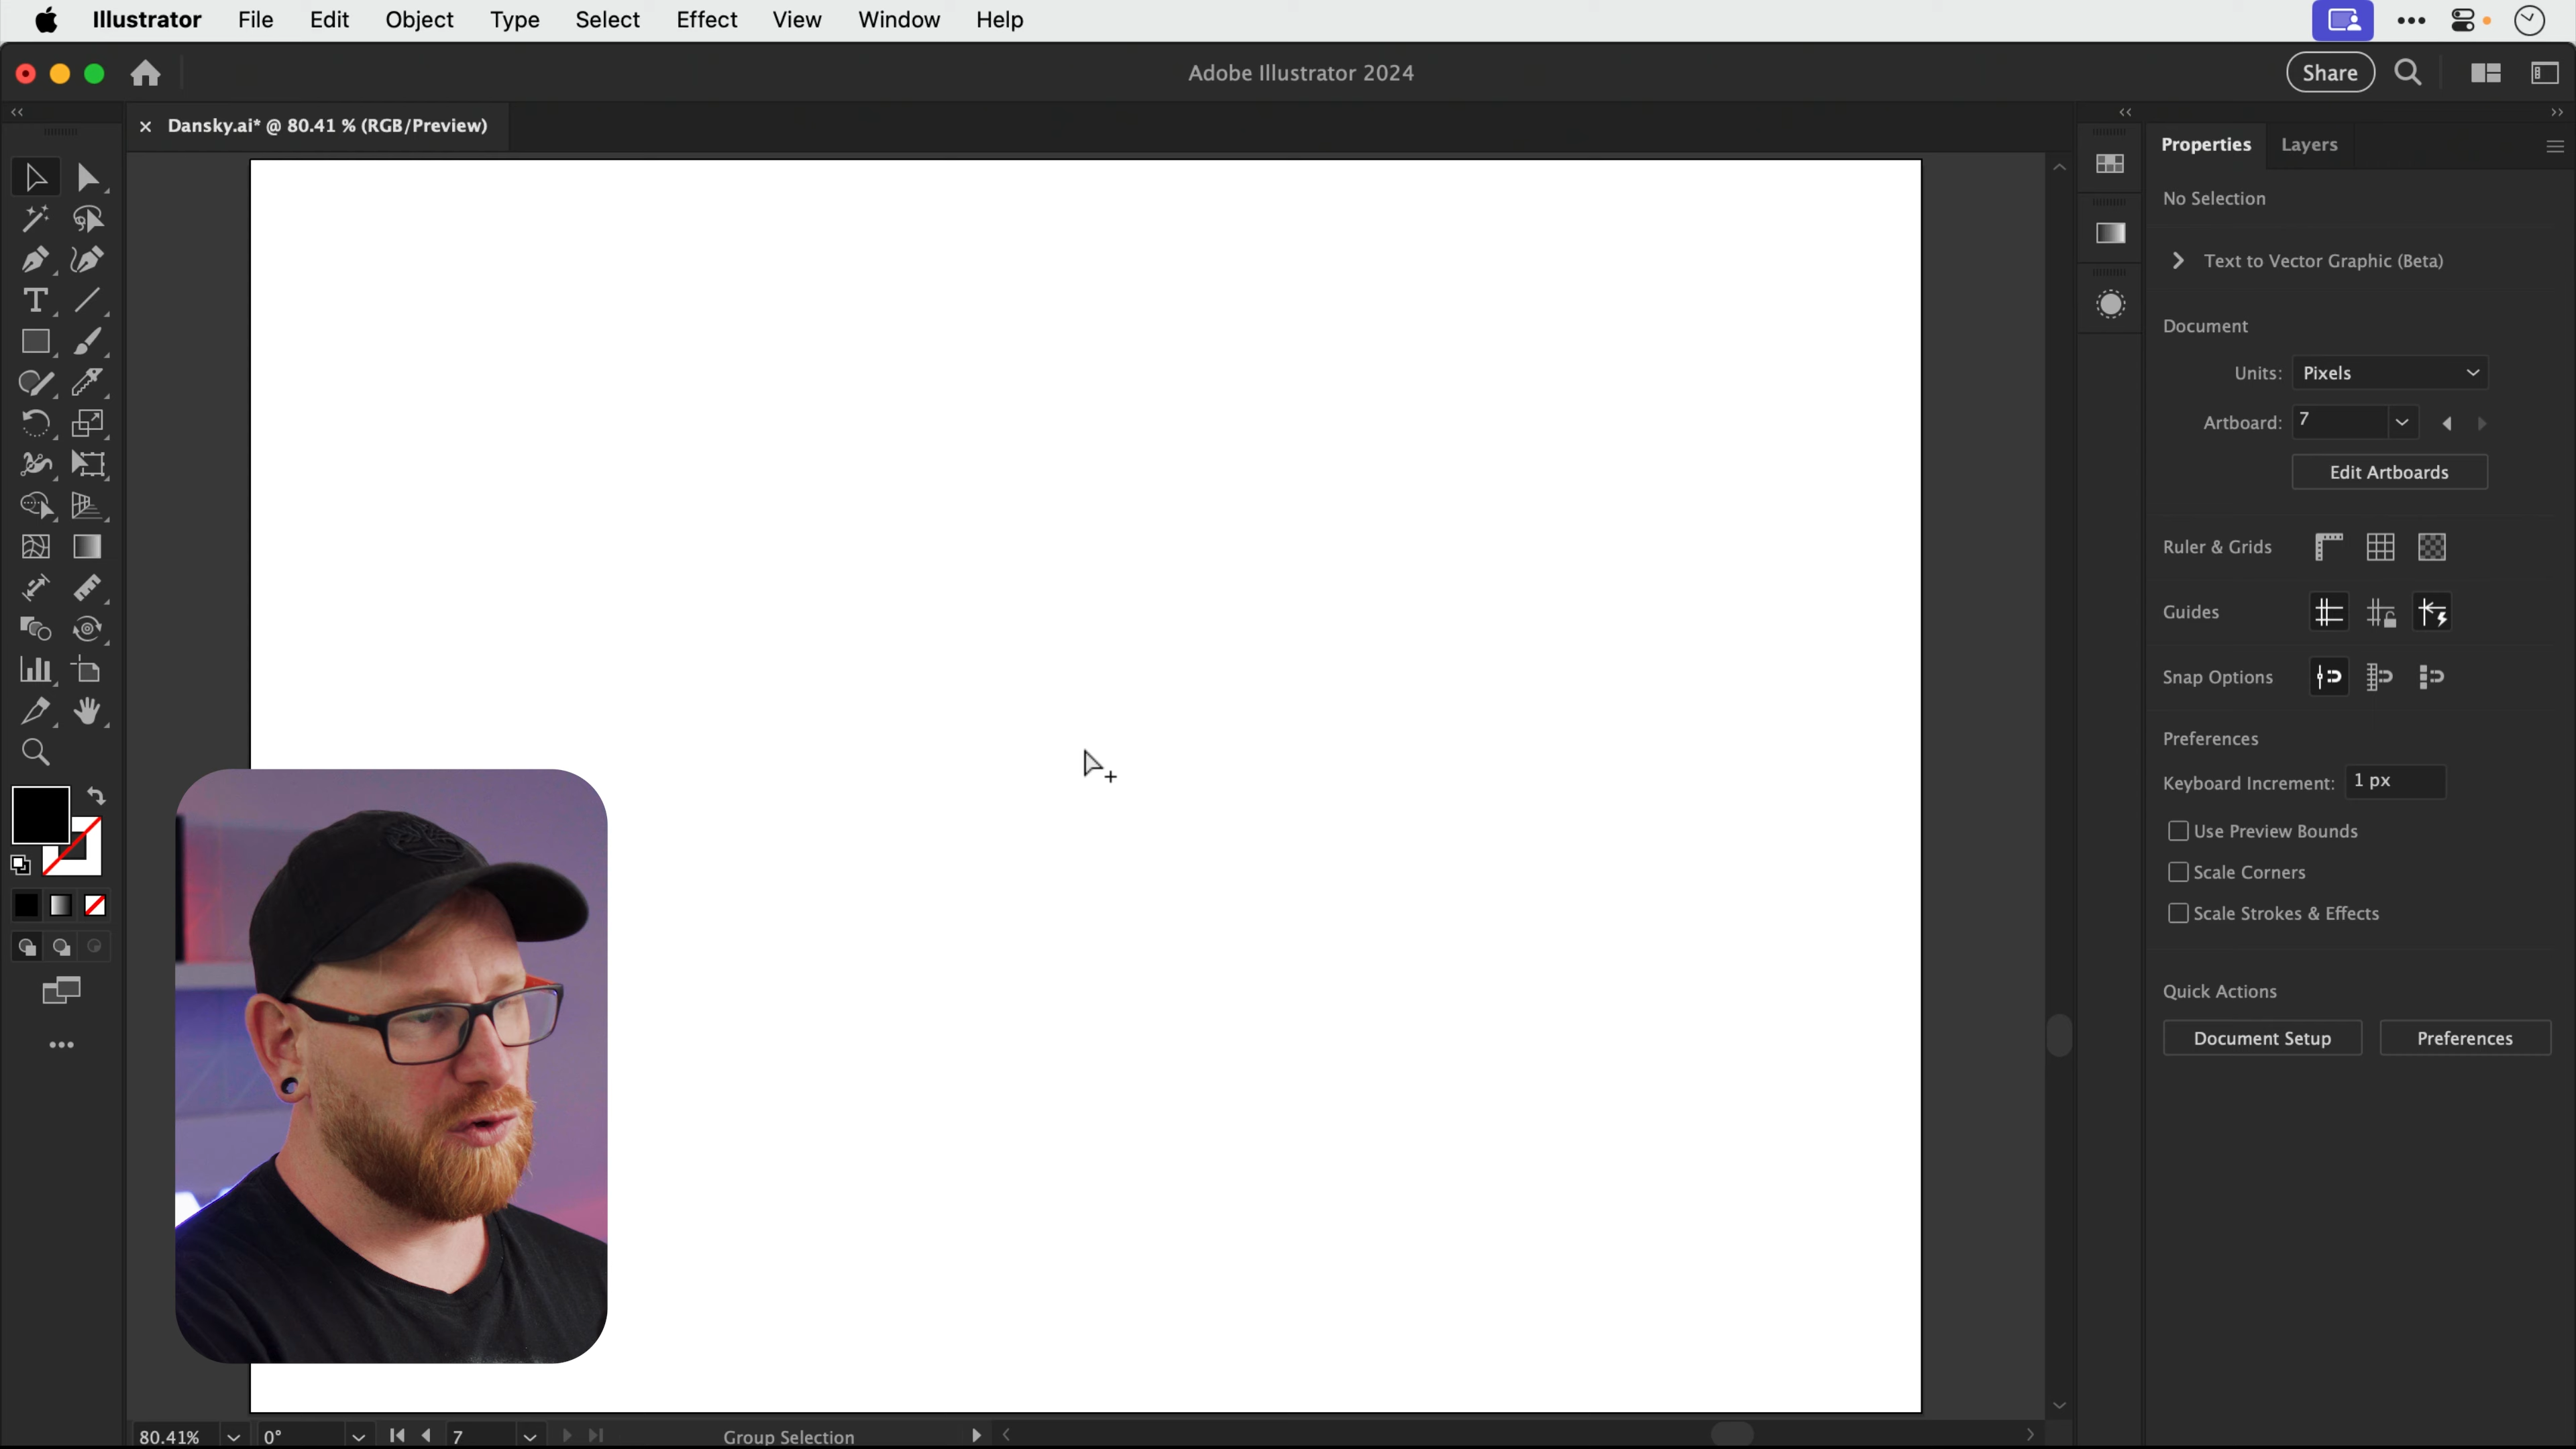 Illustrator File Edit Object Type Select Effect View Window Help
Adobe Illustrator 2024
Share
Dansky.ai* @ 80.41 % (RGB/Preview)
Properties Layers
No Selection
Text to Vector Graphic (Beta)
Document
Units: Pixels
Artboard: 7
Edit Artboards
Ruler & Grids
Guides
Snap Options
Preferences
Keyboard Increment: 1 px
Use Preview Bounds
Scale Corners
Scale Strokes & Effects
Quick Actions
Document Setup Preferences
80.41% 0° 7 Group Selection